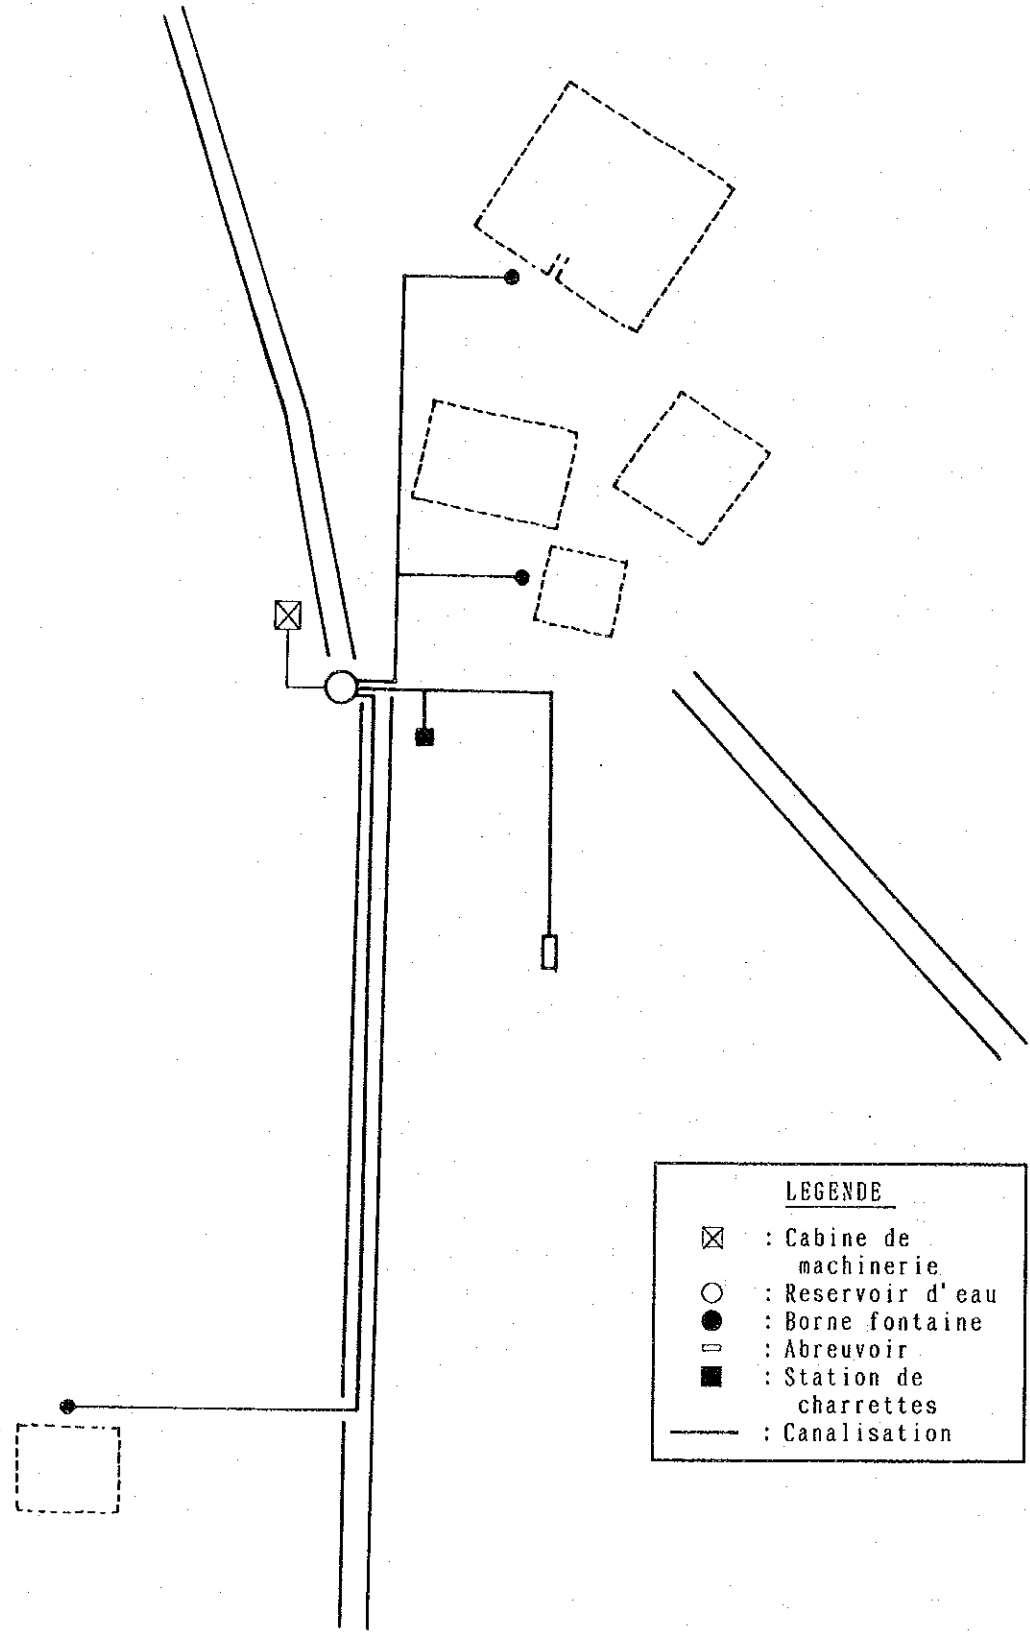 LEGENDE
: Cabine de
machinerie
: Reservoir d'eau
: Borne fontaine
: Abreuvoir
: Station de
charrettes
: Canalisation